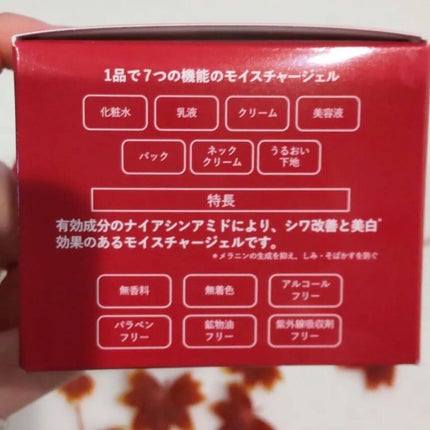 1品で7つの機能のモイスチャージェル
化粧水 乳液 クリーム 美容液
パック ネック クリーム うるおい 下地
特長
有効成分のナイアシンアミドにより、シワ改善と美白*
効果のあるモイスチャージェルです。
*メラニンの生成を抑え、しみ・そばかすを防ぐ
無香料 無着色 アルコール フリー
パラベン フリー 鉱物油 フリー 紫外線吸収剤 フリー